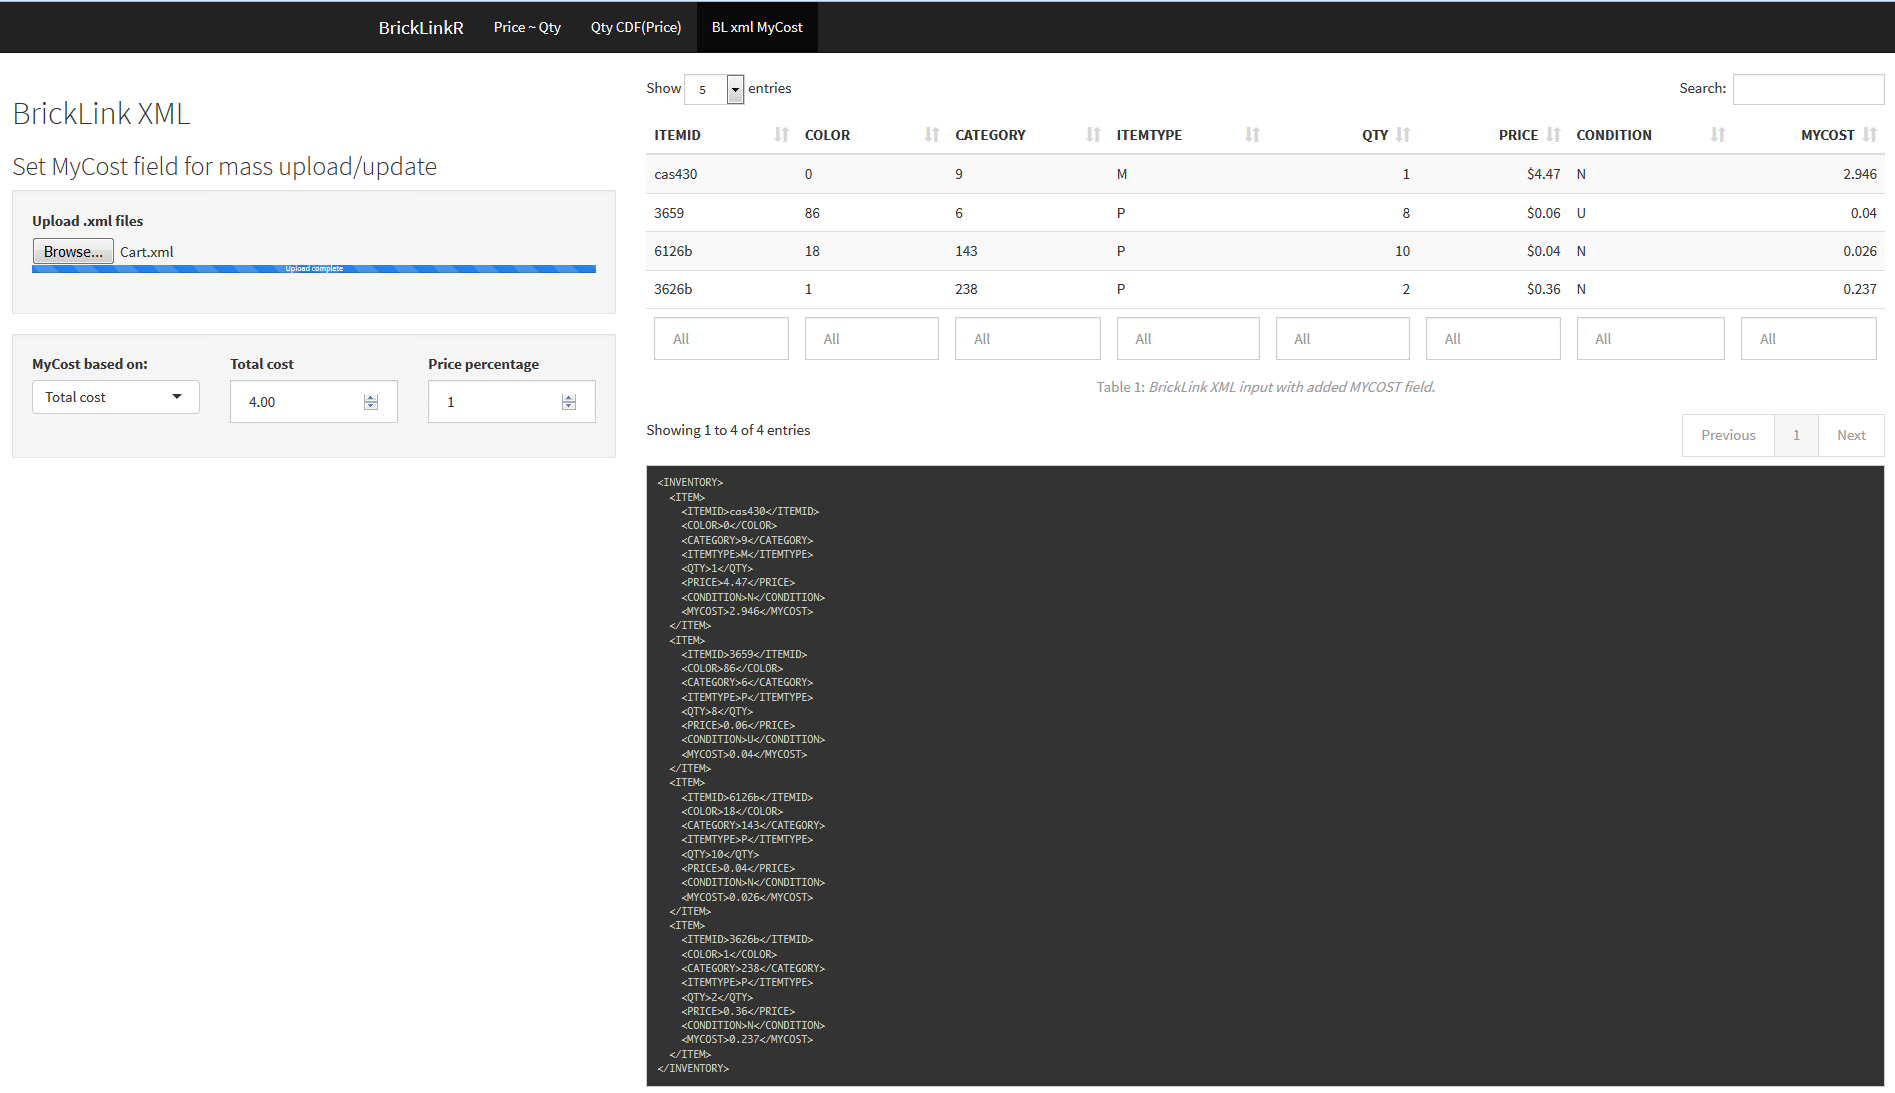 BrickLinkR Price ~ Qty Qty CDF(Price) BL xml MyCost
BrickLink XML
Set MyCost field for mass upload/update
Upload .xml files
Browse... Cart.xml
Upload complete
MyCost based on: Total cost Price percentage
Total cost 4.00 1
Show 5 entries Search:
ITEMID COLOR CATEGORY ITEMTYPE QTY PRICE CONDITION MYCOST
cas430 0 9 M 1 $4.47 N 2.946
3659 86 6 P 8 $0.06 U 0.04
6126b 18 143 P 10 $0.04 N 0.026
3626b 1 238 P 2 $0.36 N 0.237
All All All All All All All All
Table 1: BrickLink XML input with added MYCOST field.
Showing 1 to 4 of 4 entries Previous 1 Next
<INVENTORY>
  <ITEM>
    <ITEMID>cas430</ITEMID>
    <COLOR>0</COLOR>
    <CATEGORY>9</CATEGORY>
    <ITEMTYPE>M</ITEMTYPE>
    <QTY>1</QTY>
    <PRICE>4.47</PRICE>
    <CONDITION>N</CONDITION>
    <MYCOST>2.946</MYCOST>
  </ITEM>
  <ITEM>
    <ITEMID>3659</ITEMID>
    <COLOR>86</COLOR>
    <CATEGORY>6</CATEGORY>
    <ITEMTYPE>P</ITEMTYPE>
    <QTY>8</QTY>
    <PRICE>0.06</PRICE>
    <CONDITION>U</CONDITION>
    <MYCOST>0.04</MYCOST>
  </ITEM>
  <ITEM>
    <ITEMID>6126b</ITEMID>
    <COLOR>18</COLOR>
    <CATEGORY>143</CATEGORY>
    <ITEMTYPE>P</ITEMTYPE>
    <QTY>10</QTY>
    <PRICE>0.04</PRICE>
    <CONDITION>N</CONDITION>
    <MYCOST>0.026</MYCOST>
  </ITEM>
  <ITEM>
    <ITEMID>3626b</ITEMID>
    <COLOR>1</COLOR>
    <CATEGORY>238</CATEGORY>
    <ITEMTYPE>P</ITEMTYPE>
    <QTY>2</QTY>
    <PRICE>0.36</PRICE>
    <CONDITION>N</CONDITION>
    <MYCOST>0.237</MYCOST>
  </ITEM>
</INVENTORY>